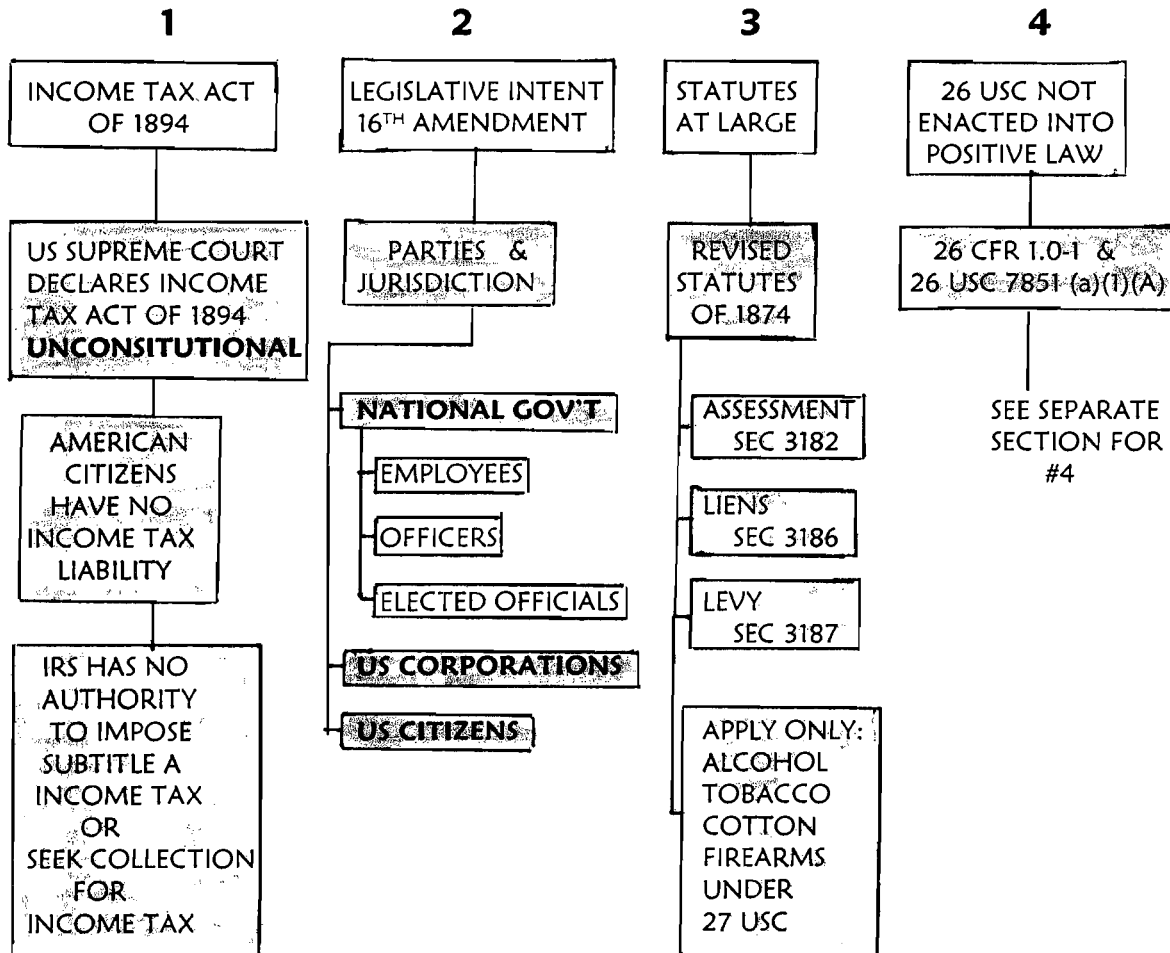 1
INCOME TAX ACT
OF 1894
US SUPREME COURT
DECLARES INCOME
TAX ACT OF 1894
UNCONSITUTIONAL
AMERICAN
CITIZENS
HAVE NO
INCOME TAX
LIABILITY
IRS HAS NO
AUTHORITY
TO IMPOSE
SUBTITLE A
INCOME TAX
OR
SEEK COLLECTION
FOR
INCOME TAX
2
LEGISLATIVE INTENT
16TH AMENDMENT
PARTIES &
JURISDICTION
NATIONAL GOV'T
EMPLOYEES
OFFICERS
ELECTED OFFICIALS
US CORPORATIONS
US CITIZENS
3
STATUTES
AT LARGE
REVISED
STATUTES
OF 1874
ASSESSMENT
SEC 3182
LIENS
SEC 3186
LEVY
SEC 3187
APPLY ONLY:
ALCOHOL
TOBACCO
COTTON
FIREARMS
UNDER
27 USC
4
26 USC NOT
ENACTED INTO
POSITIVE LAW
26 CFR 1.0-1 &
26 USC 7851 (a)(1)(A)
SEE SEPARATE
SECTION FOR
#4